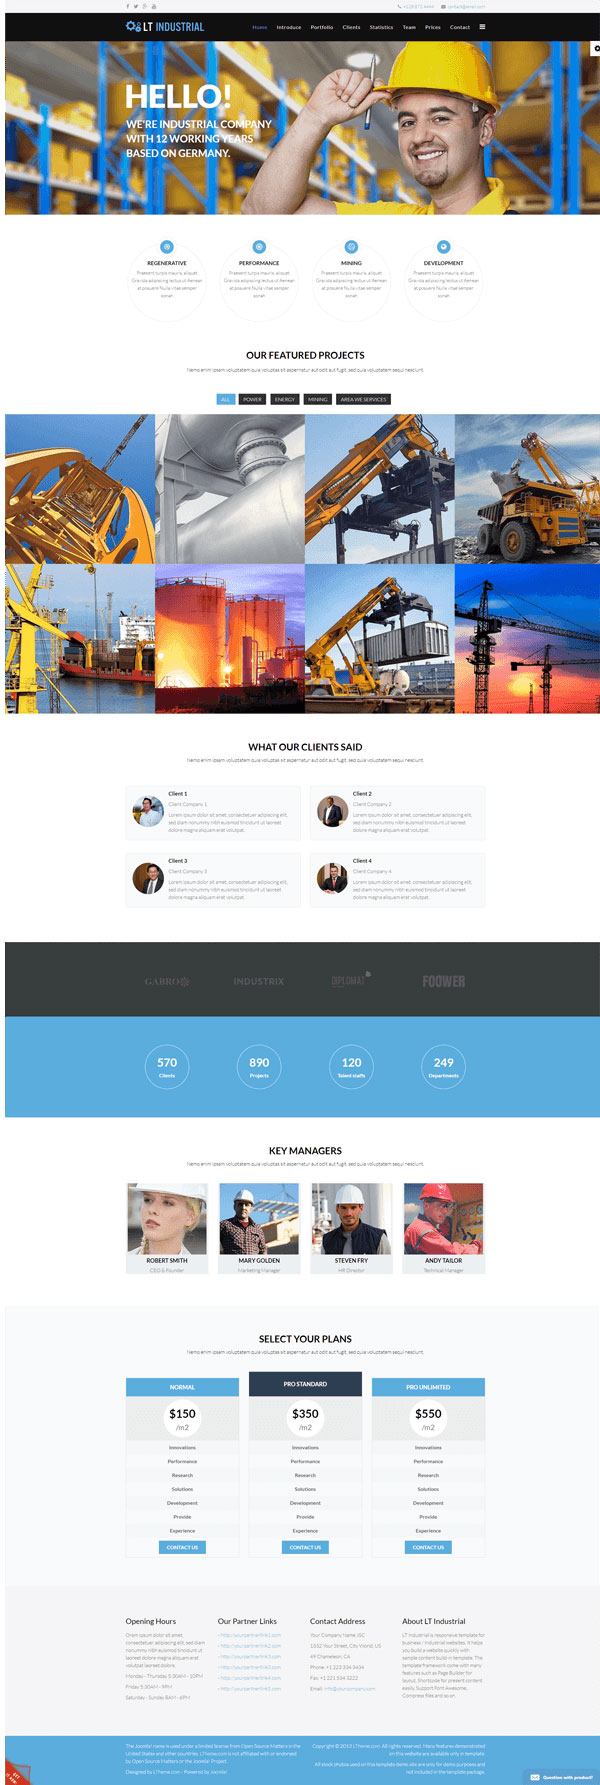 +1228 872 4444 contact@email.com
LT INDUSTRIAL
Home Introduce Portfolio Clients Statistics Team Prices Contact
HELLO!
WE'RE INDUSTRIAL COMPANY
WITH 12 WORKING YEARS
BASED ON GERMANY.
REGENERATIVE
Praesent turpis mauris, aliquet
Gravida adipiscing lectus ut Aenean
at posuere Nulla vitae semper
sonah
PERFORMANCE
Praesent turpis mauris, aliquet
Gravida adipiscing lectus ut Aenean
at posuere Nulla vitae semper
sonah
MINING
Praesent turpis mauris, aliquet
Gravida adipiscing lectus ut Aenean
at posuere Nulla vitae semper
sonah
DEVELOPMENT
Praesent turpis mauris, aliquet
Gravida adipiscing lectus ut Aenean
at posuere Nulla vitae semper
sonah
OUR FEATURED PROJECTS
Nemo enim ipsam voluptatem quia voluptas sit aspernatur aut odit aut fugit, sed quia voluptatem sequi nesciunt.
ALL POWER ENERGY MINING AREA WE SERVICES
WHAT OUR CLIENTS SAID
Nemo enim ipsam voluptatem quia voluptas sit aspernatur aut odit aut fugit, sed quia voluptatem sequi nesciunt.
Client 1
Client Company 1
Lorem ipsum dolor sit amet, consectetuer adipiscing elit,
sed diam nonummy nibh euismod tincidunt ut laoreet
dolore magna aliquam erat volutpat.
Client 2
Client Company 2
Lorem ipsum dolor sit amet, consectetuer adipiscing elit,
sed diam nonummy nibh euismod tincidunt ut laoreet
dolore magna aliquam erat volutpat.
Client 3
Client Company 3
Lorem ipsum dolor sit amet, consectetuer adipiscing elit,
sed diam nonummy nibh euismod tincidunt ut laoreet
dolore magna aliquam erat volutpat.
Client 4
Client Company 4
Lorem ipsum dolor sit amet, consectetuer adipiscing elit,
sed diam nonummy nibh euismod tincidunt ut laoreet
dolore magna aliquam erat volutpat.
GABRO INDUSTRIX DIPLOMAT FOOWER
570 890 120 249
Clients Projects Talent staffs Departments
KEY MANAGERS
Nemo enim ipsam voluptatem quia voluptas sit aspernatur aut odit aut fugit, sed quia voluptatem sequi nesciunt.
ROBERT SMITH
CEO & Founder
MARY GOLDEN
Marketing Manager
STEVEN FRY
HR Director
ANDY TAILOR
Technical Manager
SELECT YOUR PLANS
Nemo enim ipsam voluptatem quia voluptas sit aspernatur aut odit aut fugit, sed quia voluptatem sequi nesciunt.
NORMAL
$150
/m2
Innovations
Performance
Research
Solutions
Development
Provide
Experience
CONTACT US
PRO STANDARD
$350
/m2
Innovations
Performance
Research
Solutions
Development
Provide
Experience
CONTACT US
PRO UNLIMITED
$550
/m2
Innovations
Performance
Research
Solutions
Development
Provide
Experience
CONTACT US
Opening Hours
Lorem ipsum dolor sit amet,
consectetuer adipiscing elit, sed diam
nonummy nibh euismod tincidunt ut
laoreet dolore magna aliquam erat
volutpat dolore.
Monday - Thursday 5:30AM - 10PM
Friday 5:30AM - 9PM
Saturday - Sunday 8AM - 6PM
Our Partner Links
- http://yourpartnerlink1.com
- http://yourpartnerlink2.com
- http://yourpartnerlink3.com
- http://yourpartnerlink3.com
- http://yourpartnerlink3.com
Contact Address
Your Company Name JSC
1352 Your Street, City World, US
49 Chameleon, CA
Phone: +1 223 334 3434
Fax: +1 221 534 3222
Email: info@yourcompany.com
About LT Industrial
LT Industrial is responsive template for
business / industrial websites. It helps
you build a website quickly with
sample content build in template. The
template framework come with many
features such as Page Builder for
layout, Shortcode for present content
easily, Support Font Awesome,
Compress files and so on.
The Joomla! name is used under a limited license from Open Source Matters in the
United States and other countries. LTheme.com is not affiliated with or endorsed
by Open Source Matters or the Joomla! Project.
Designed by LTheme.com - Powered by Joomla!
Copyright © 2013 LTheme.com. All rights reserved. Many features demonstrated
on this website are available only in template.
All stock photos used on this template demo site are only for demo purposes and
not included in the template package.
Question with product?